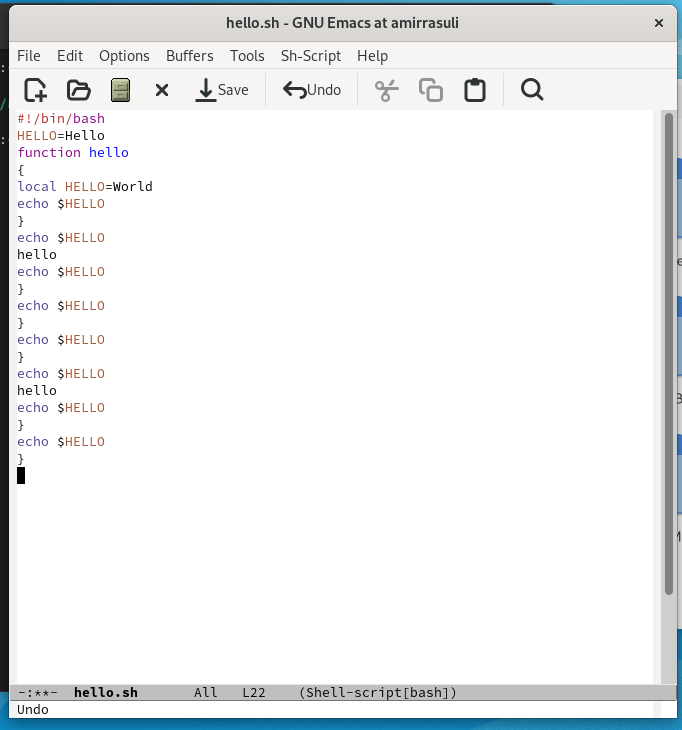 hello.sh - GNU Emacs at amirrasuli ×
File Edit Options Buffers Tools Sh-Script Help
Save Undo
#!/bin/bash
HELLO=Hello
function hello
{
local HELLO=World
echo $HELLO
}
echo $HELLO
hello
echo $HELLO
}
echo $HELLO
}
echo $HELLO
}
echo $HELLO
hello
echo $HELLO
}
echo $HELLO
}
-:**- hello.sh All L22 (Shell-script[bash])
Undo